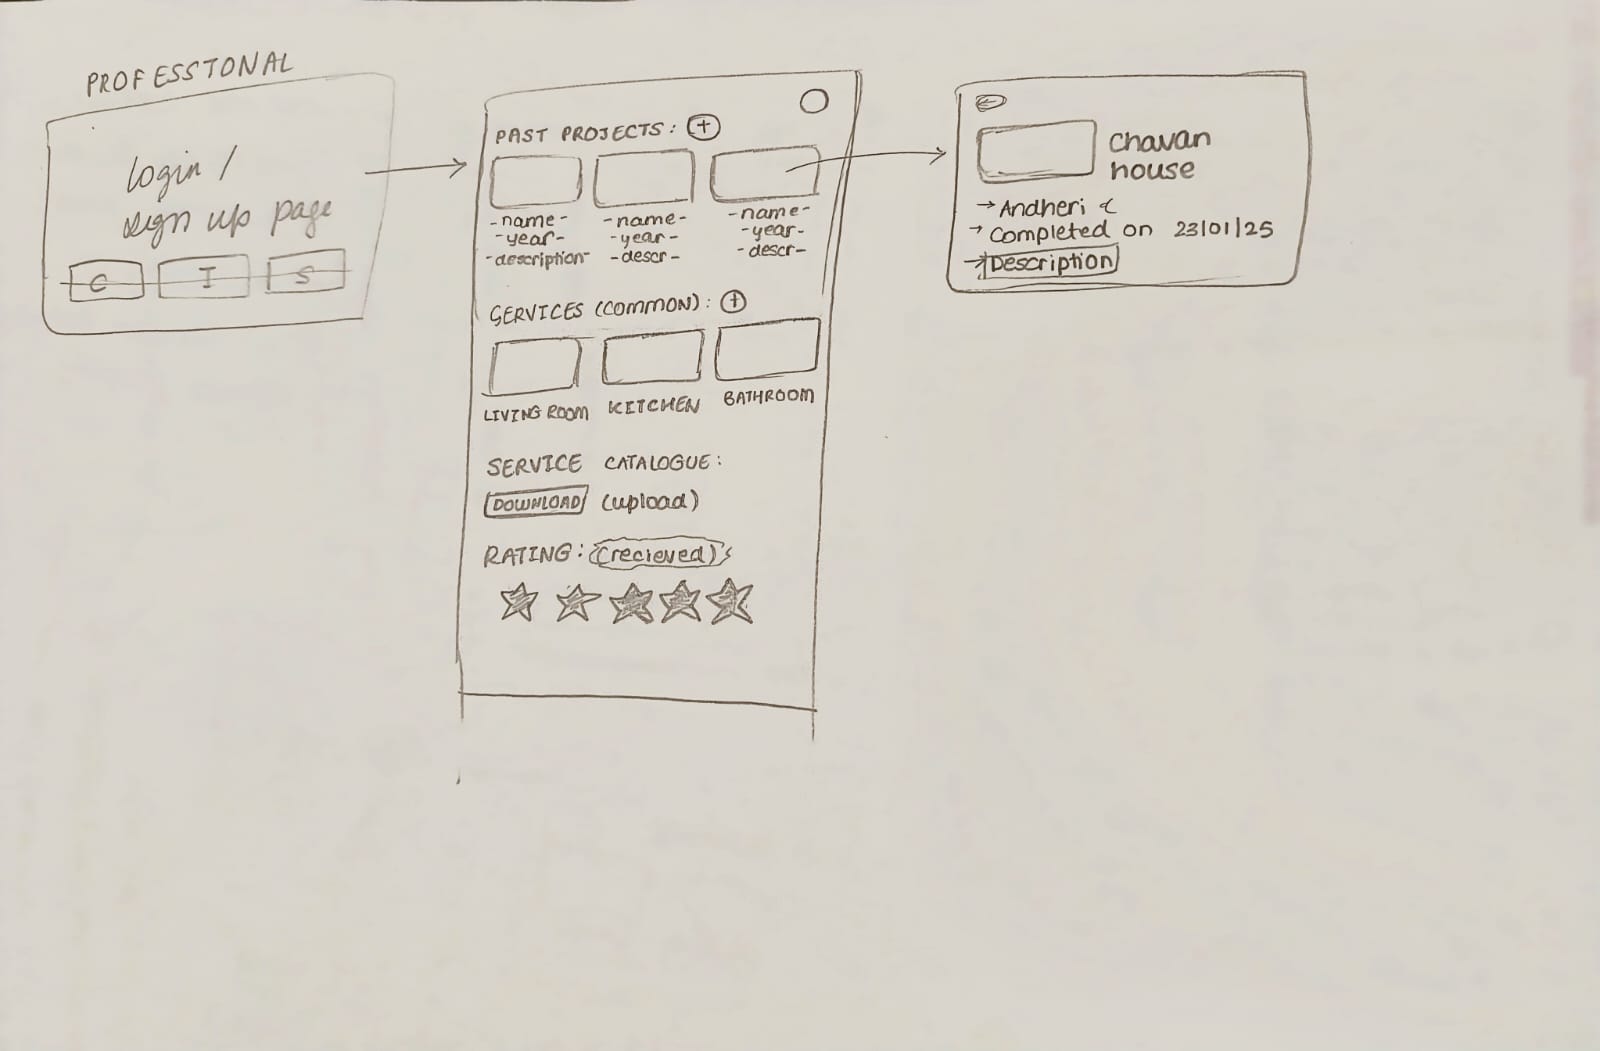 PROFESSIONAL
login /
sign up page
C I S
PAST PROJECTS: +
-name- -name- -name-
-year- -year- -year-
-description- -descr- -descr-
SERVICES (COMMON): +
LIVING ROOM KITCHEN BATHROOM
SERVICE CATALOGUE:
DOWNLOAD (upload)
RATING: (recieved)
←
Chavan
house
→ Andheri
→ Completed on 23/01/25
→ Description